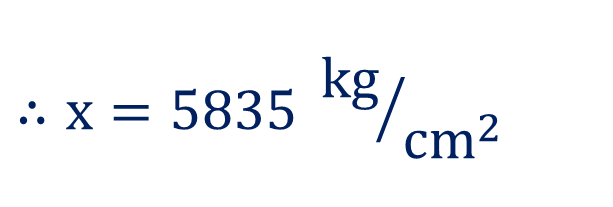 ∴ x = 5835 kg/cm²